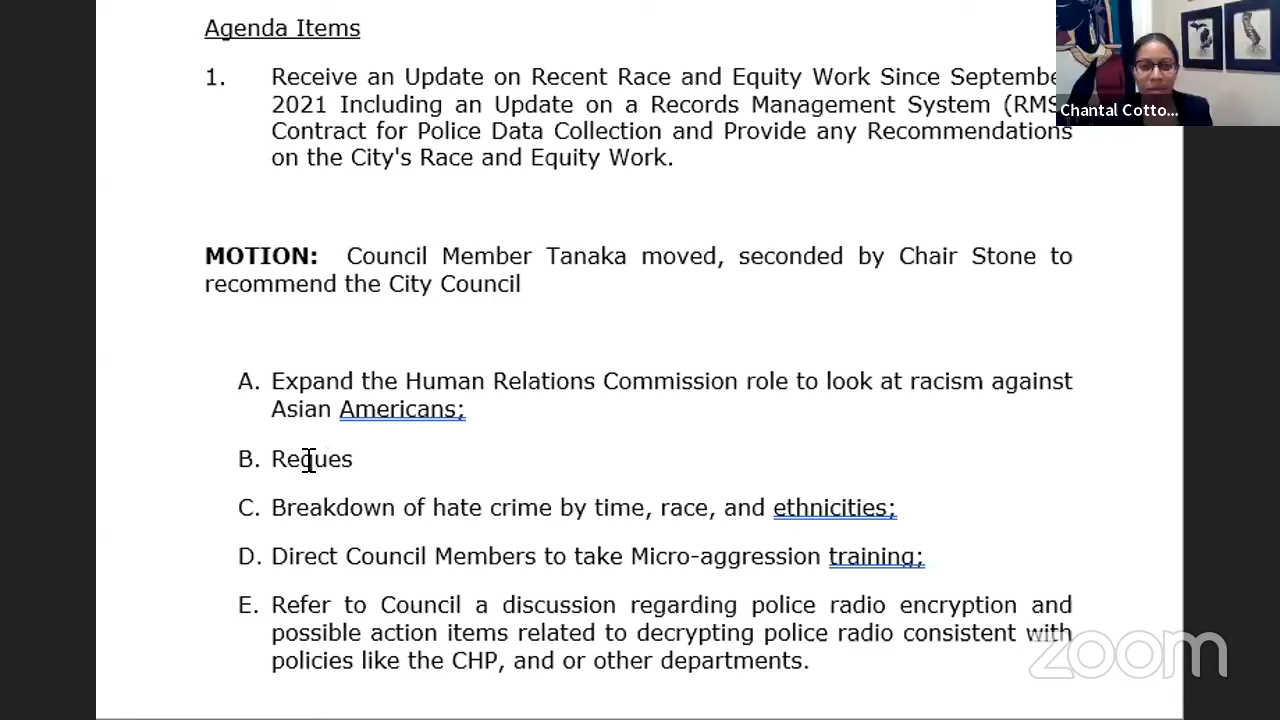 Agenda Items
1. Receive an Update on Recent Race and Equity Work Since Septembe
2021 Including an Update on a Records Management System (RMS
Contract for Police Data Collection and Provide any Recommendations
on the City's Race and Equity Work.
Chantal Cotto...
MOTION: Council Member Tanaka moved, seconded by Chair Stone to
recommend the City Council
A. Expand the Human Relations Commission role to look at racism against
Asian Americans;
B. Reques
C. Breakdown of hate crime by time, race, and ethnicities;
D. Direct Council Members to take Micro-aggression training;
E. Refer to Council a discussion regarding police radio encryption and
possible action items related to decrypting police radio consistent with
policies like the CHP, and or other departments.
zoom